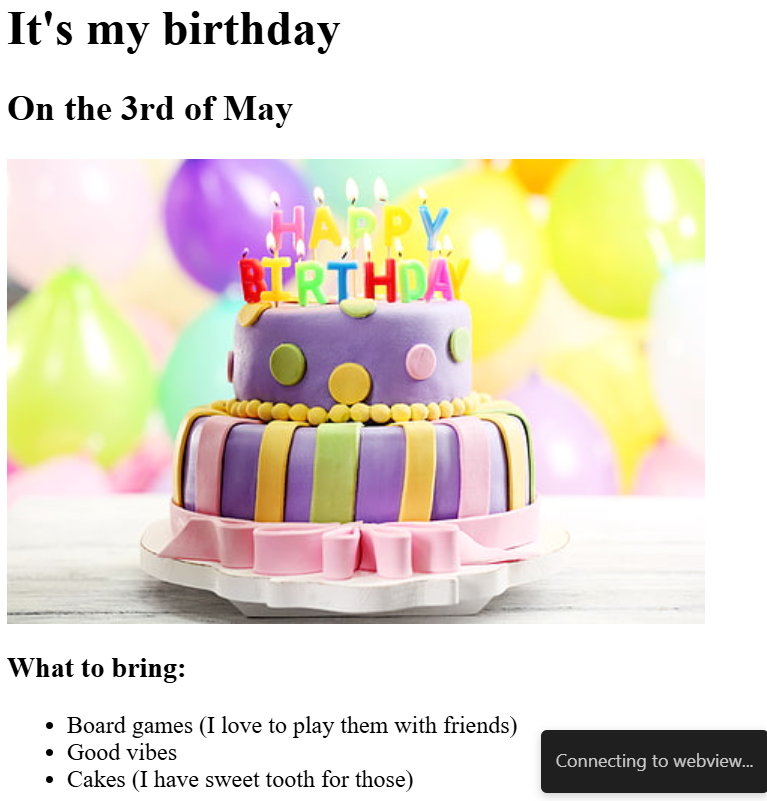 It's my birthday
On the 3rd of May
HAPPY
BIRTHDAY
What to bring:
Board games (I love to play them with friends)
Good vibes
Cakes (I have sweet tooth for those)
Connecting to webview...